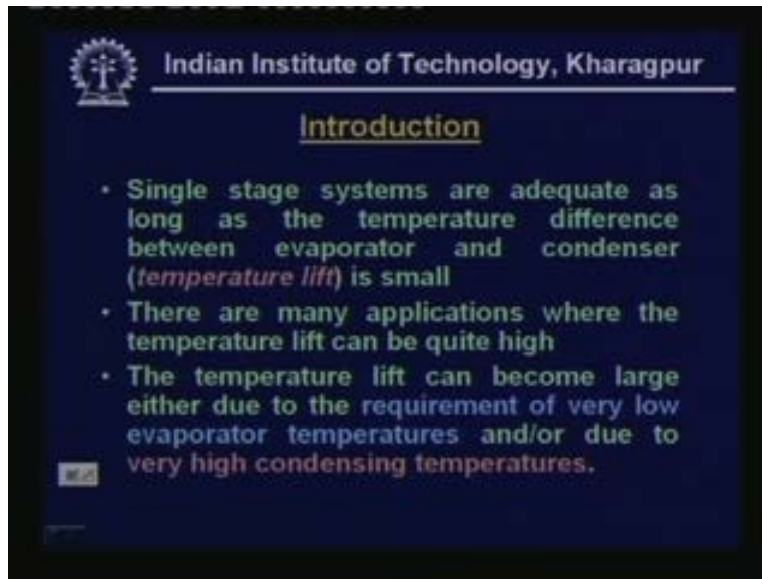 Indian Institute of Technology, Kharagpur
Introduction
• Single stage systems are adequate as
long as the temperature difference
between evaporator and condenser
(temperature lift) is small
• There are many applications where the
temperature lift can be quite high
• The temperature lift can become large
either due to the requirement of very low
evaporator temperatures and/or due to
very high condensing temperatures.